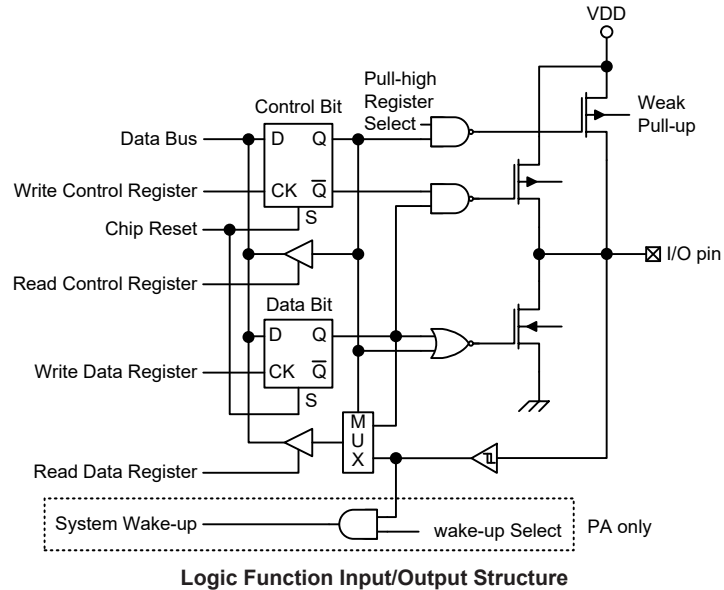 VDD
Pull-high
Register
Select
Weak
Pull-up
Control Bit
Data Bus
D
Q
Write Control Register
CK
Q
S
Chip Reset
I/O pin
Read Control Register
Data Bit
D
Q
Write Data Register
CK
Q
S
M
U
X
Read Data Register
System Wake-up
wake-up Select
PA only
Logic Function Input/Output Structure